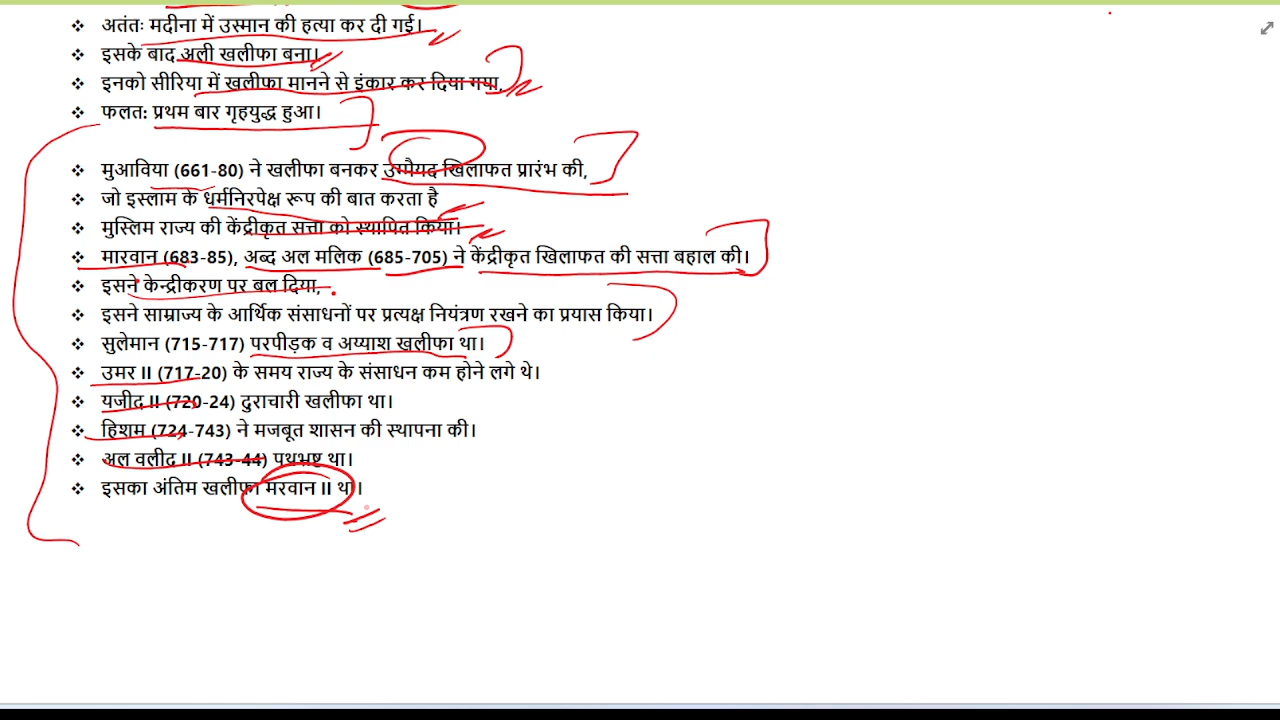 ❖ अतंतः मदीना में उस्मान की हत्या कर दी गई।
❖ इसके बाद अली खलीफा बना।
❖ इनको सीरिया में खलीफा मानने से इंकार कर दिया गया,
❖ फलत: प्रथम बार गृहयुद्ध हुआ।
❖ मुआविया (661-80) ने खलीफा बनकर उम्मैयद खिलाफत प्रारंभ की,
❖ जो इस्लाम के धर्मनिरपेक्ष रूप की बात करता है
❖ मुस्लिम राज्य की केंद्रीकृत सत्ता को स्थापित किया।
❖ मारवान (683-85), अब्द अल मलिक (685-705) ने केंद्रीकृत खिलाफत की सत्ता बहाल की।
❖ इसने केन्द्रीकरण पर बल दिया,
❖ इसने साम्राज्य के आर्थिक संसाधनों पर प्रत्यक्ष नियंत्रण रखने का प्रयास किया।
❖ सुलेमान (715-717) परपीड़क व अय्याश खलीफा था।
❖ उमर II (717-20) के समय राज्य के संसाधन कम होने लगे थे।
❖ यजीद II (720-24) दुराचारी खलीफा था।
❖ हिशम (724-743) ने मजबूत शासन की स्थापना की।
❖ अल वलीद II (743-44) पथभ्रष्ट था।
❖ इसका अंतिम खलीफा मरवान II था।